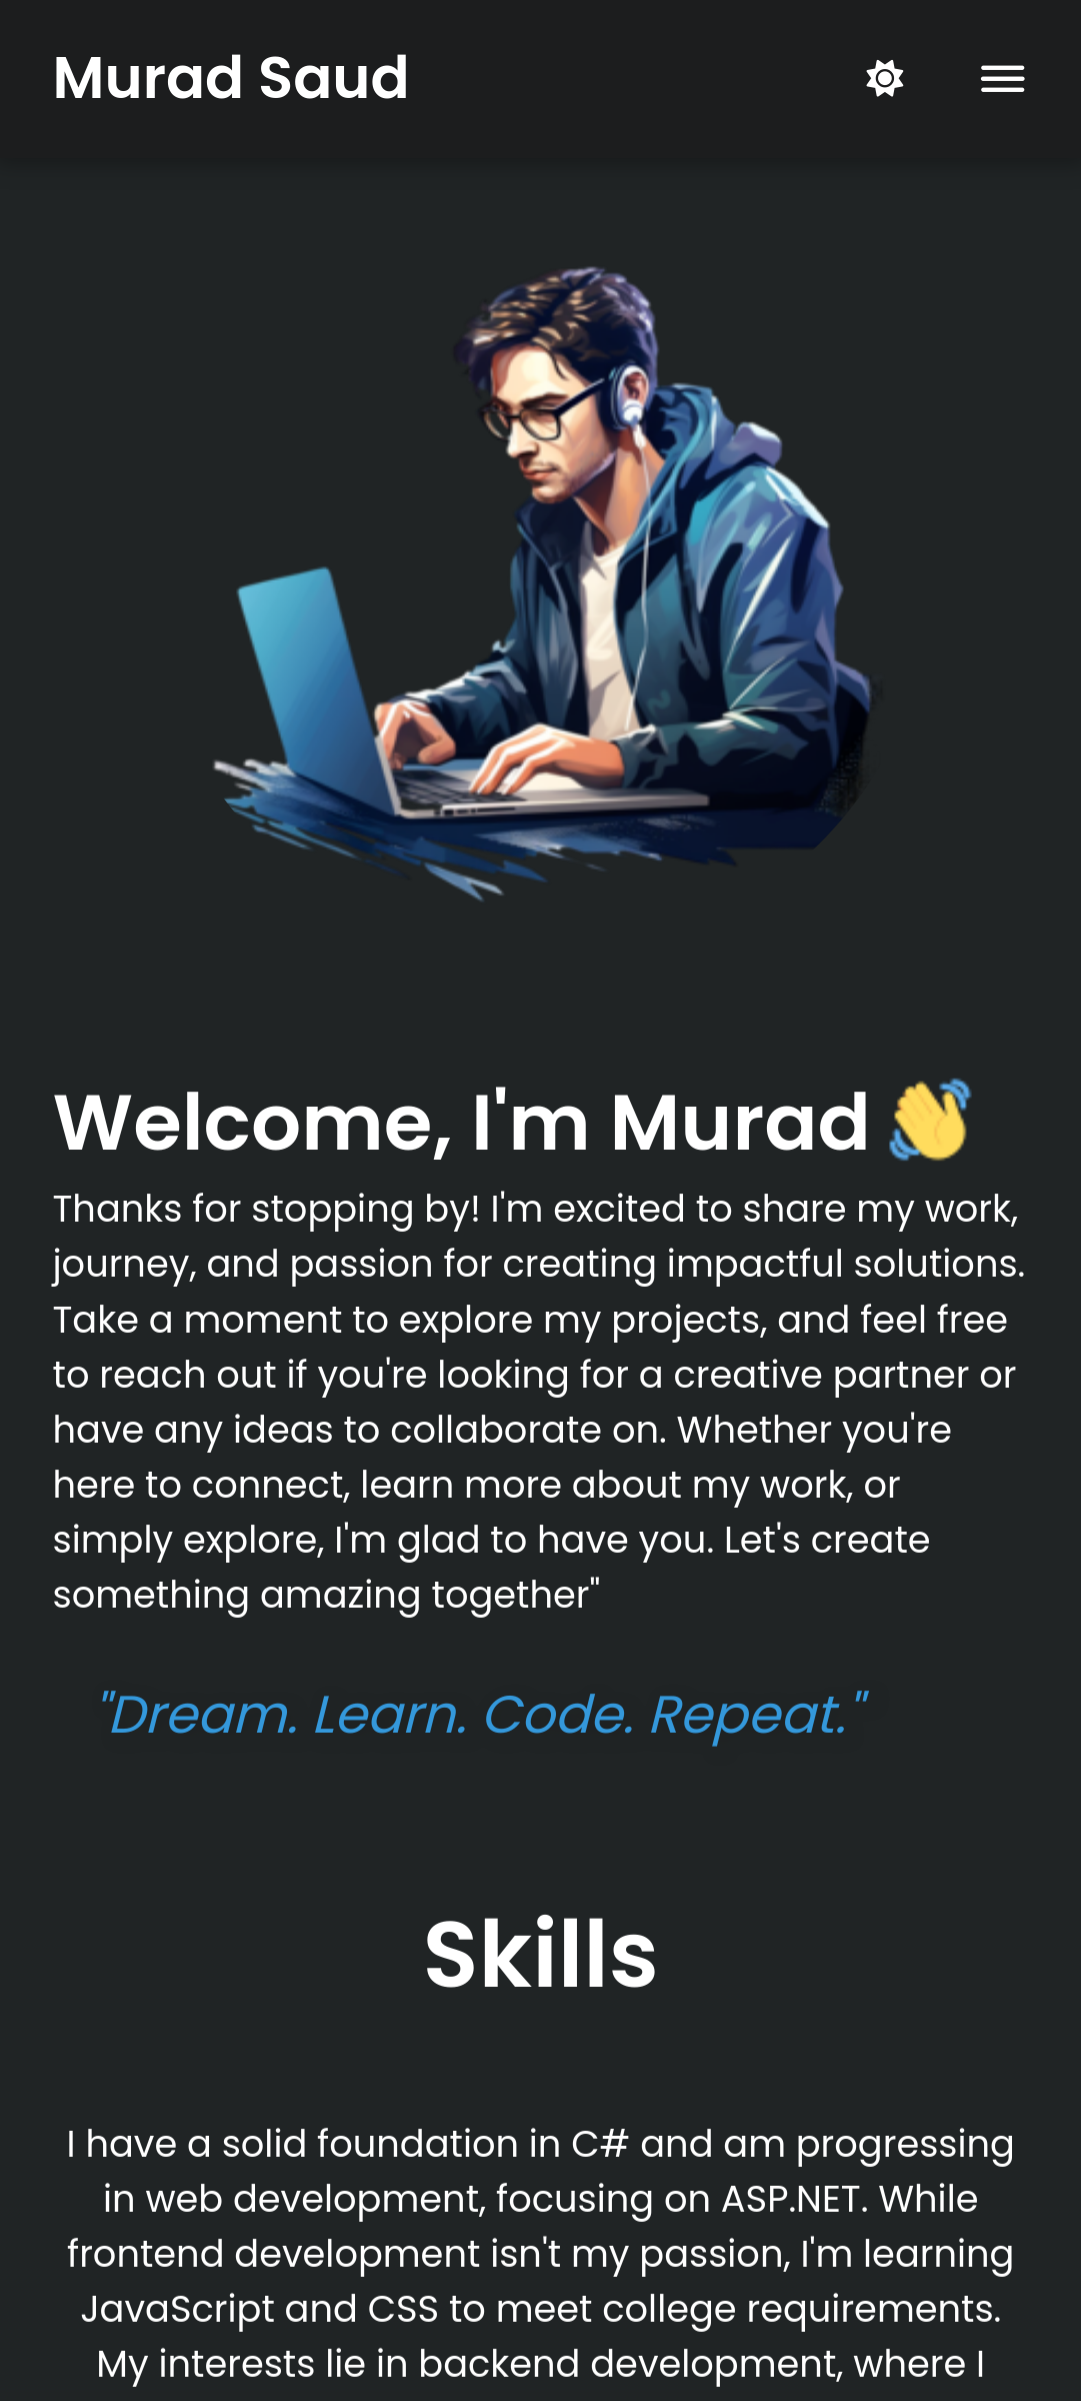 Murad Saud
Welcome, I'm Murad 👋
Thanks for stopping by! I'm excited to share my work,
journey, and passion for creating impactful solutions.
Take a moment to explore my projects, and feel free
to reach out if you're looking for a creative partner or
have any ideas to collaborate on. Whether you're
here to connect, learn more about my work, or
simply explore, I'm glad to have you. Let's create
something amazing together"
"Dream. Learn. Code. Repeat."
Skills
I have a solid foundation in C# and am progressing
in web development, focusing on ASP.NET. While
frontend development isn't my passion, I'm learning
JavaScript and CSS to meet college requirements.
My interests lie in backend development, where I